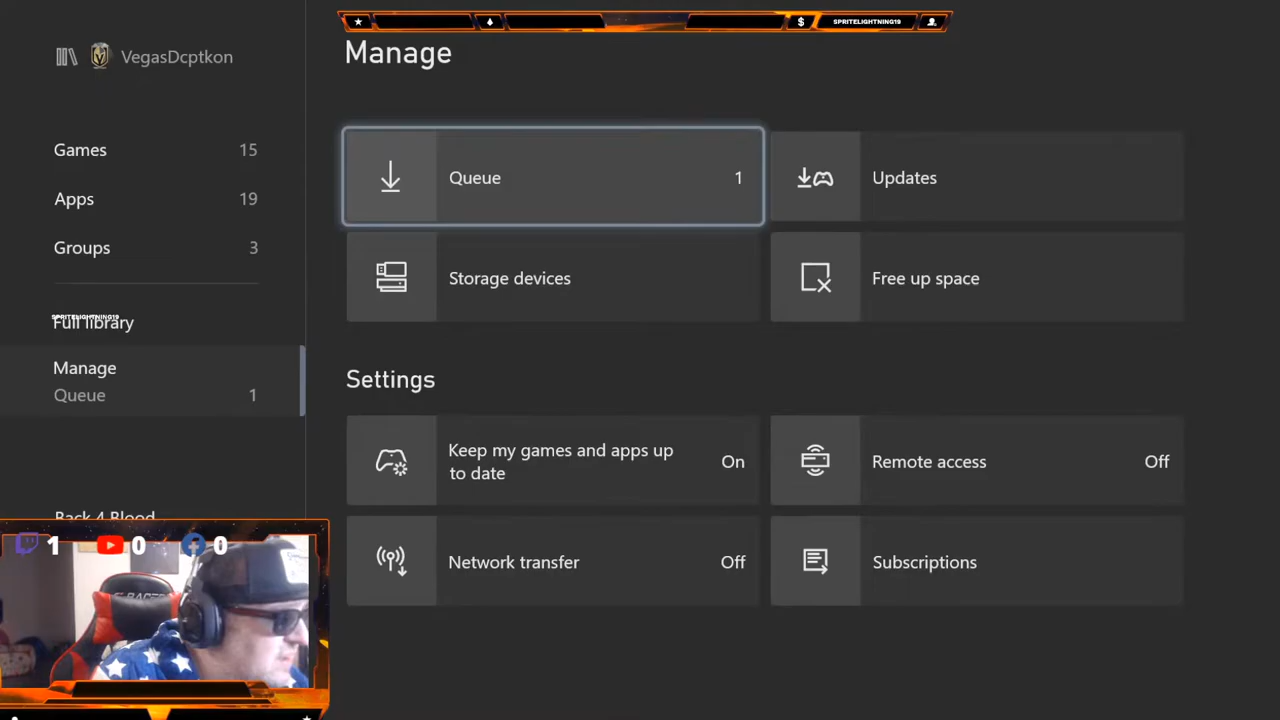 SPRITELIGHTNING19
VegasDcptkon
Manage
Games 15
Apps 19
Groups 3
SPRITELIGHTNING19
Full library
Manage
Queue 1
Back 4 Blood
Queue 1
Updates
Storage devices
Free up space
Settings
Keep my games and apps up
to date
On
Remote access Off
Network transfer Off
Subscriptions
1 0 0
RACER
$